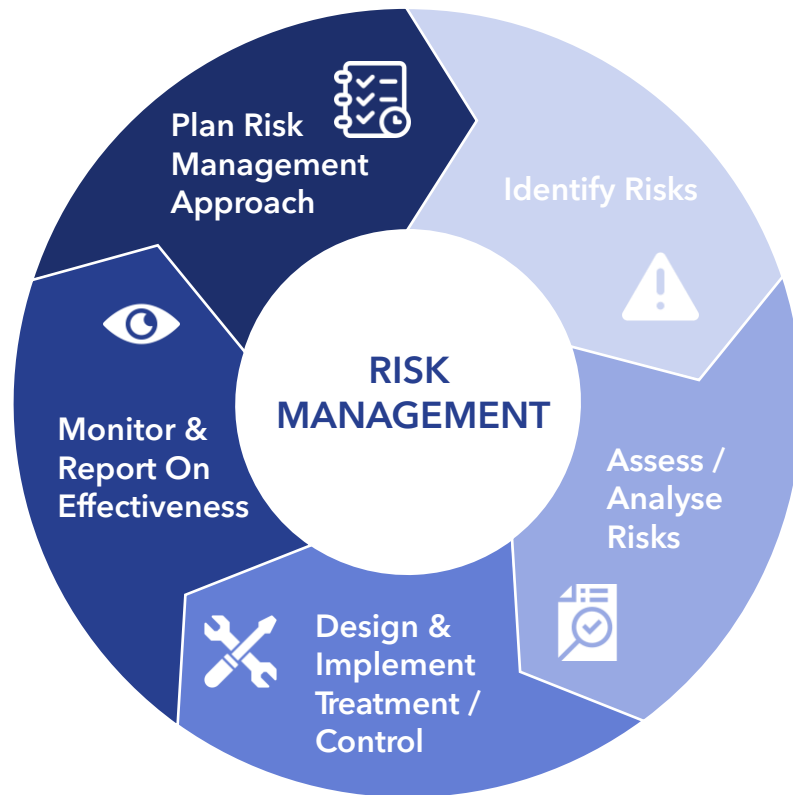 Plan Risk
Management
Approach
Identify Risks
RISK
MANAGEMENT
Assess /
Analyse
Risks
Monitor &
Report On
Effectiveness
Design &
Implement
Treatment /
Control